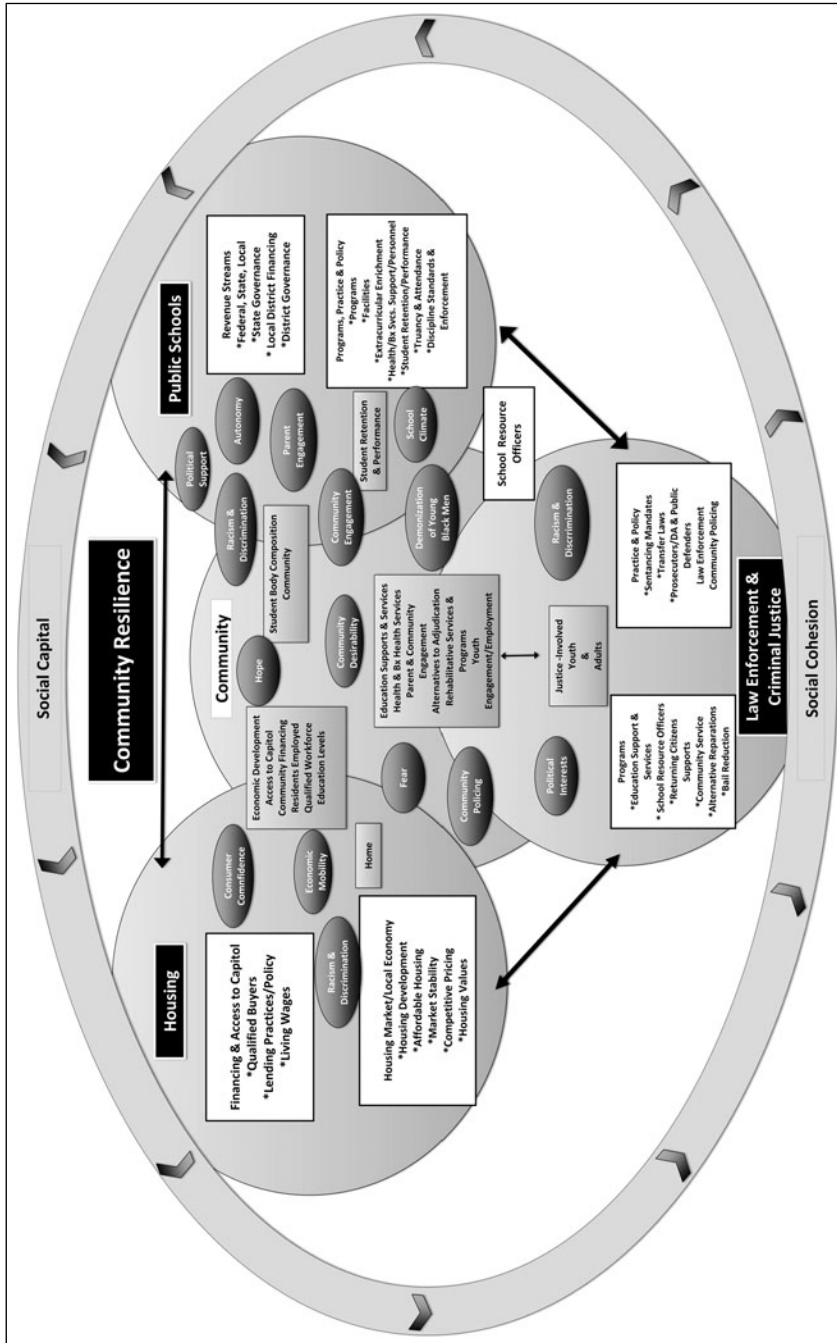 Social Capital
Community Resilience
Housing
Financing & Access to Capitol
*Qualified Buyers
*Lending Practices/Policy
*Living Wages
Consumer
Comnfidence
Economic
Mobility
Racism &
Discrimination
Home
Housing Market/Local Economy
*Housing Development
*Affordable Housing
*Market Stability
*Competitive Pricing
*Housing Values
Community
Hope
Economic Development
Access to Capitol
Community Financing
Residents Employed
Qualified Workforce
Education Levels
Student Body Composition
Community
Community
Desirability
Fear
Community
Policing
Education Supports & Services
Health & Bx Health Services
Parent & Community
Engagement
Alternatives to Adjudication
Rehabilitative Services &
Programs
Youth
Engagement/Employment
Public Schools
Political
Support
Racism &
Discrimination
Autonomy
Parent
Engagement
Community
Engagement
Student Retention
& Performance
School
Climate
Demonization
of Young
Black Men
Revenue Streams
*Federal, State, Local
*State Governance
* Local District Financing
*District Governance
Programs, Practice & Policy
*Programs
*Facilities
*Extracurricular Enrichment
*Health/Bx Svcs. Support/Personnel
*Student Retention/Performance
*Truancy & Attendance
*Discipline Standards &
Enforcement
School Resource
Officers
Political
Interests
Justice -Involved
Youth
&
Adults
Racism &
Discrrimination
Programs
*Education Support &
Services
* School Resource Officers
*Returning Citizens
Supports
*Community Service
*Alternative Reparations
*Bail Reduction
Practice & Policy
*Sentancing Mandates
*Transfer Laws
*Prosecutors/DA & Public
Defenders
Law Enforcement
Community Policing
Law Enforcement &
Criminal Justice
Social Cohesion